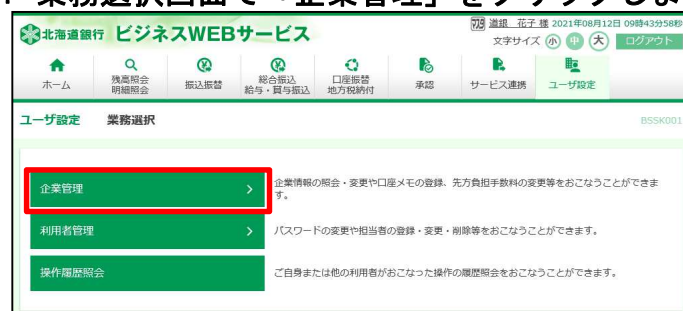 業務選択画面で「企業管理」をクリック
北海道銀行 ビジネスWEBサービス
道銀 花子 様 2021年08月12日 09時43分58秒
文字サイズ 小 中 大 ログアウト
ホーム
残高照会
明細照会
振込振替
総合振込
給与・賞与振込
口座振替
地方税納付
承認
サービス連携
ユーザ設定
ユーザ設定 業務選択 BSSK001
企業管理
企業情報の照会・変更や口座メモの登録、先方負担手数料の変更等をおこなうことができま
す。
利用者管理
パスワードの変更や担当者の登録・変更・削除等をおこなうことができます。
操作履歴照会
ご自身または他の利用者がおこなった操作の履歴照会をおこなうことができます。